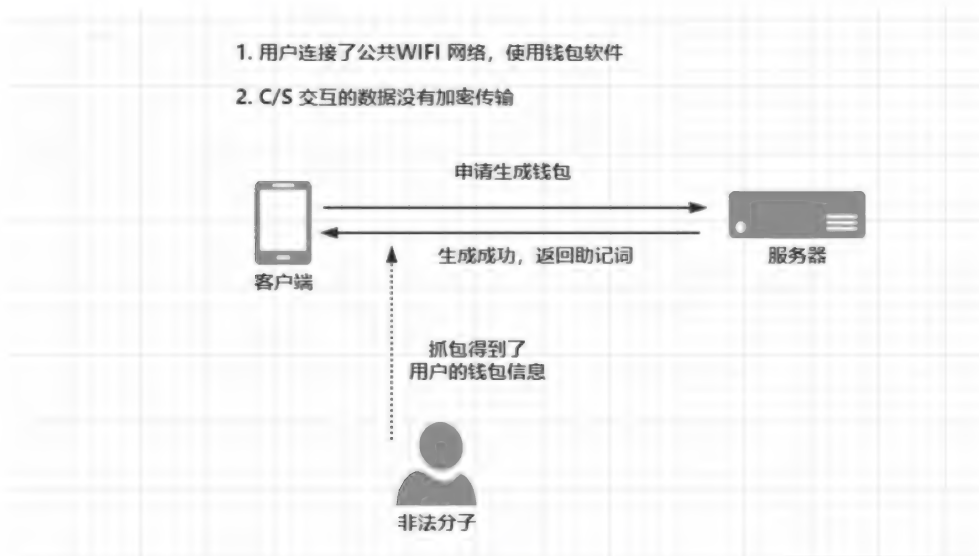 1. 用户连接了公共WIFI 网络，使用钱包软件
2. C/S 交互的数据没有加密传输
申请生成钱包
生成成功，返回助记词
客户端
服务器
抓包得到了
用户的钱包信息
非法分子